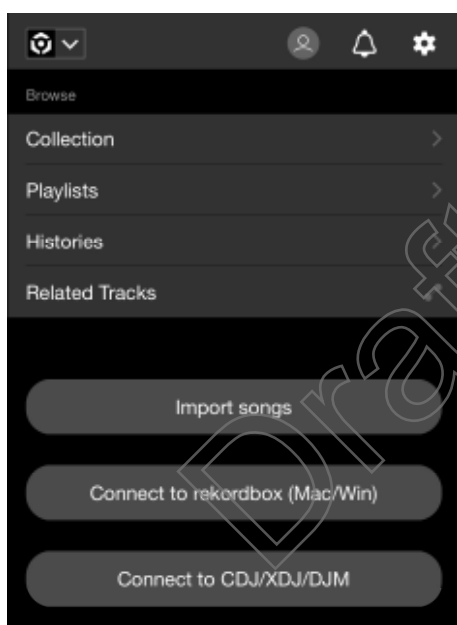 Browse
Collection
Playlists
Histories
Related Tracks
Import songs
Connect to rekordbox (Mac/Win)
Connect to CDJ/XDJ/DJM
Draft